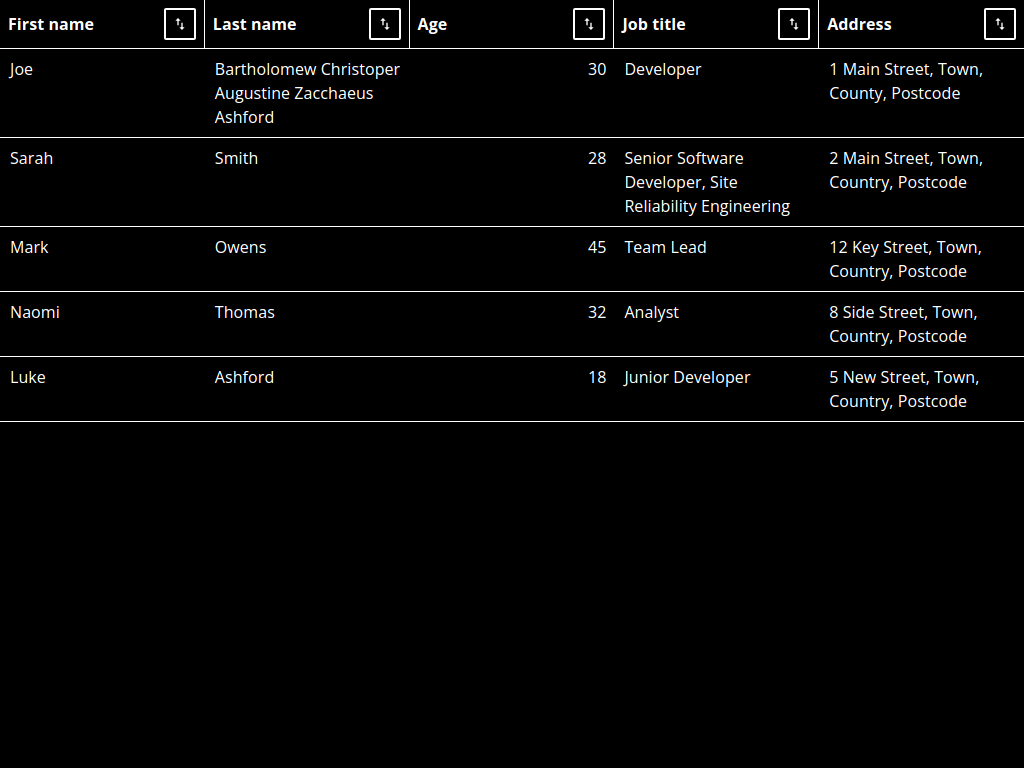 First name Last name Age Job title Address
Joe Bartholomew Christoper 30 Developer 1 Main Street, Town,
Augustine Zacchaeus County, Postcode
Ashford
Sarah Smith 28 Senior Software 2 Main Street, Town,
Developer, Site Country, Postcode
Reliability Engineering
Mark Owens 45 Team Lead 12 Key Street, Town,
Country, Postcode
Naomi Thomas 32 Analyst 8 Side Street, Town,
Country, Postcode
Luke Ashford 18 Junior Developer 5 New Street, Town,
Country, Postcode